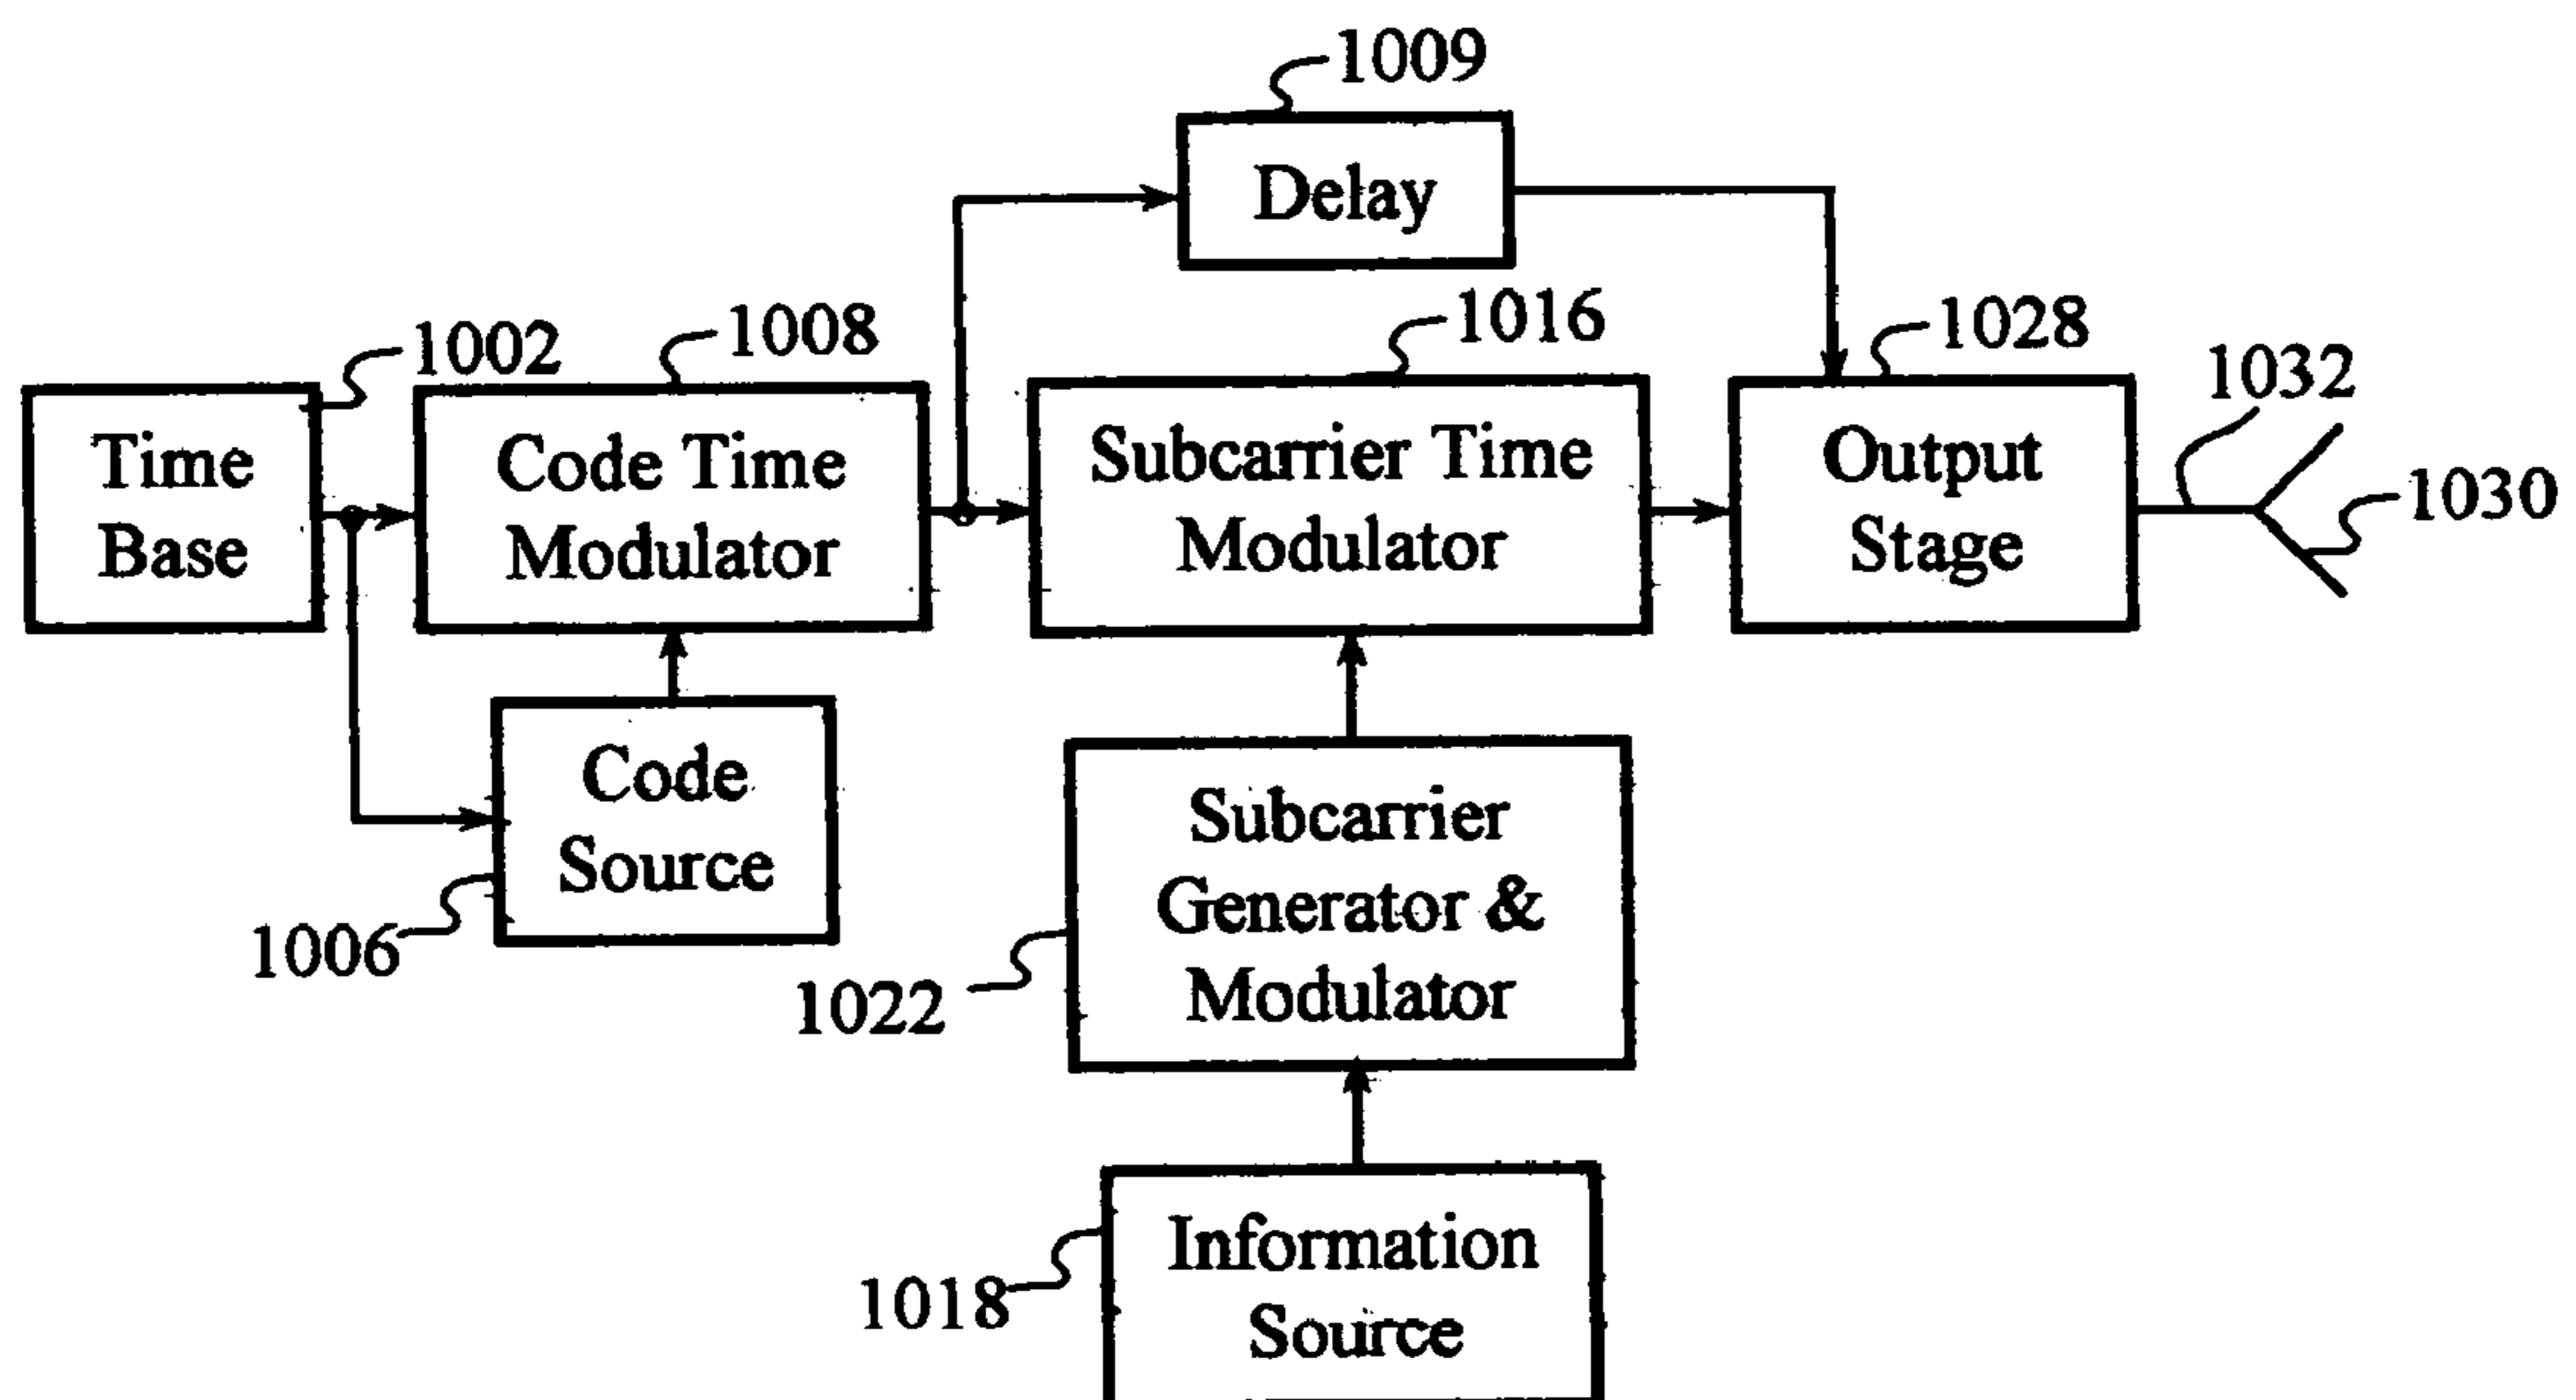 1009
Delay
1002
1008
1016
1028
1032
Time
Base
Code Time
Modulator
Subcarrier Time
Modulator
Output
Stage
1030
Code
Source
1006
Subcarrier
Generator &
Modulator
1022
Information
Source
1018